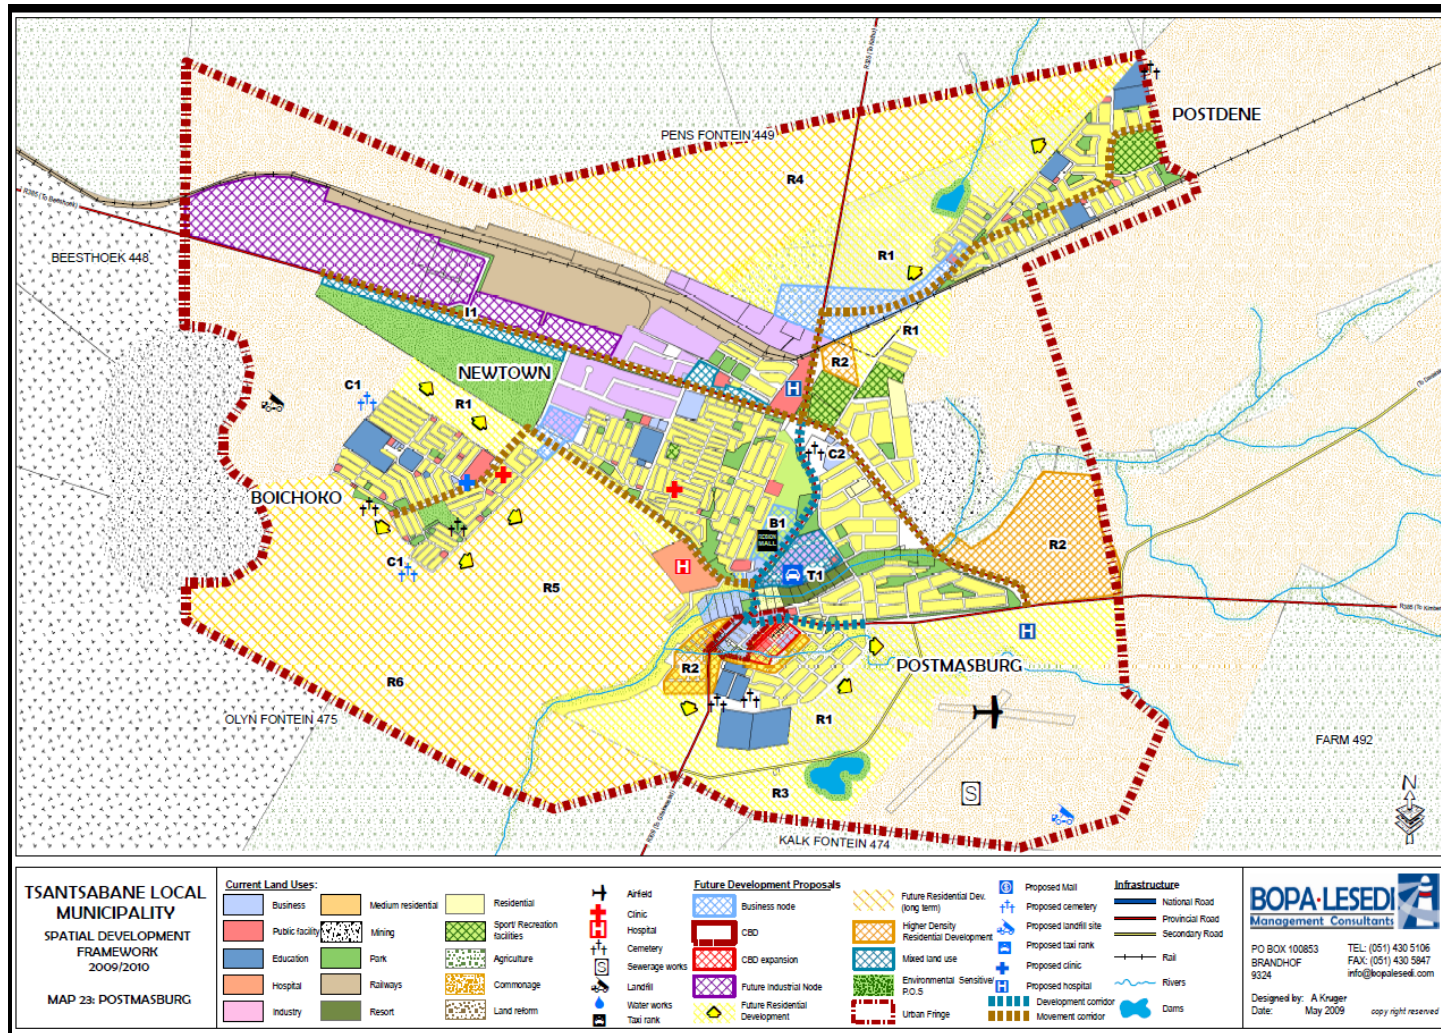 PENS FONTEIN 449
POSTDENE
R4
BEESTHOEK 448
R1
I1
R1
R2
NEWTOWN
C1
R1
H
C2
BOICHOKO
B1
MALL
R2
C1
H
T1
R5
H
POSTMASBURG
R2
R6
R1
OLYN FONTEIN 475
FARM 492
R3
S
KALK FONTEIN 474
N
TSANTSABANE LOCAL
MUNICIPALITY
SPATIAL DEVELOPMENT
FRAMEWORK
2009/2010
MAP 23: POSTMASBURG
Current Land Uses:
Business
Public facility
Education
Hospital
Industry
Medium residential
Mining
Park
Railways
Resort
Residential
Sport/ Recreation
facilities
Agriculture
Commonage
Land reform
Airfield
Clinic
Hospital
Cemetery
Sewerage works
Landfill
Water works
Taxi rank
Future Development Proposals
Business node
CBD
CBD expansion
Future Industrial Node
Future Residential
Development
Future Residential Dev.
(long term)
Higher Density
Residential Development
Mixed land use
Environmental Sensitive/
P.O.S
Urban Fringe
Proposed Mall
Proposed cemetery
Proposed landfill site
Proposed taxi rank
Proposed clinic
Proposed hospital
Development corridor
Movement corridor
Infrastructure
National Road
Provincial Road
Secondary Road
Rail
Rivers
Dams
BOPA·LESEDI
Management Consultants
PO BOX 100853
BRANDHOF
9324
TEL: (051) 430 5106
FAX: (051) 430 5847
info@bopalesedi.com
Designed by: A Kruger
Date: May 2009
copy right reserved